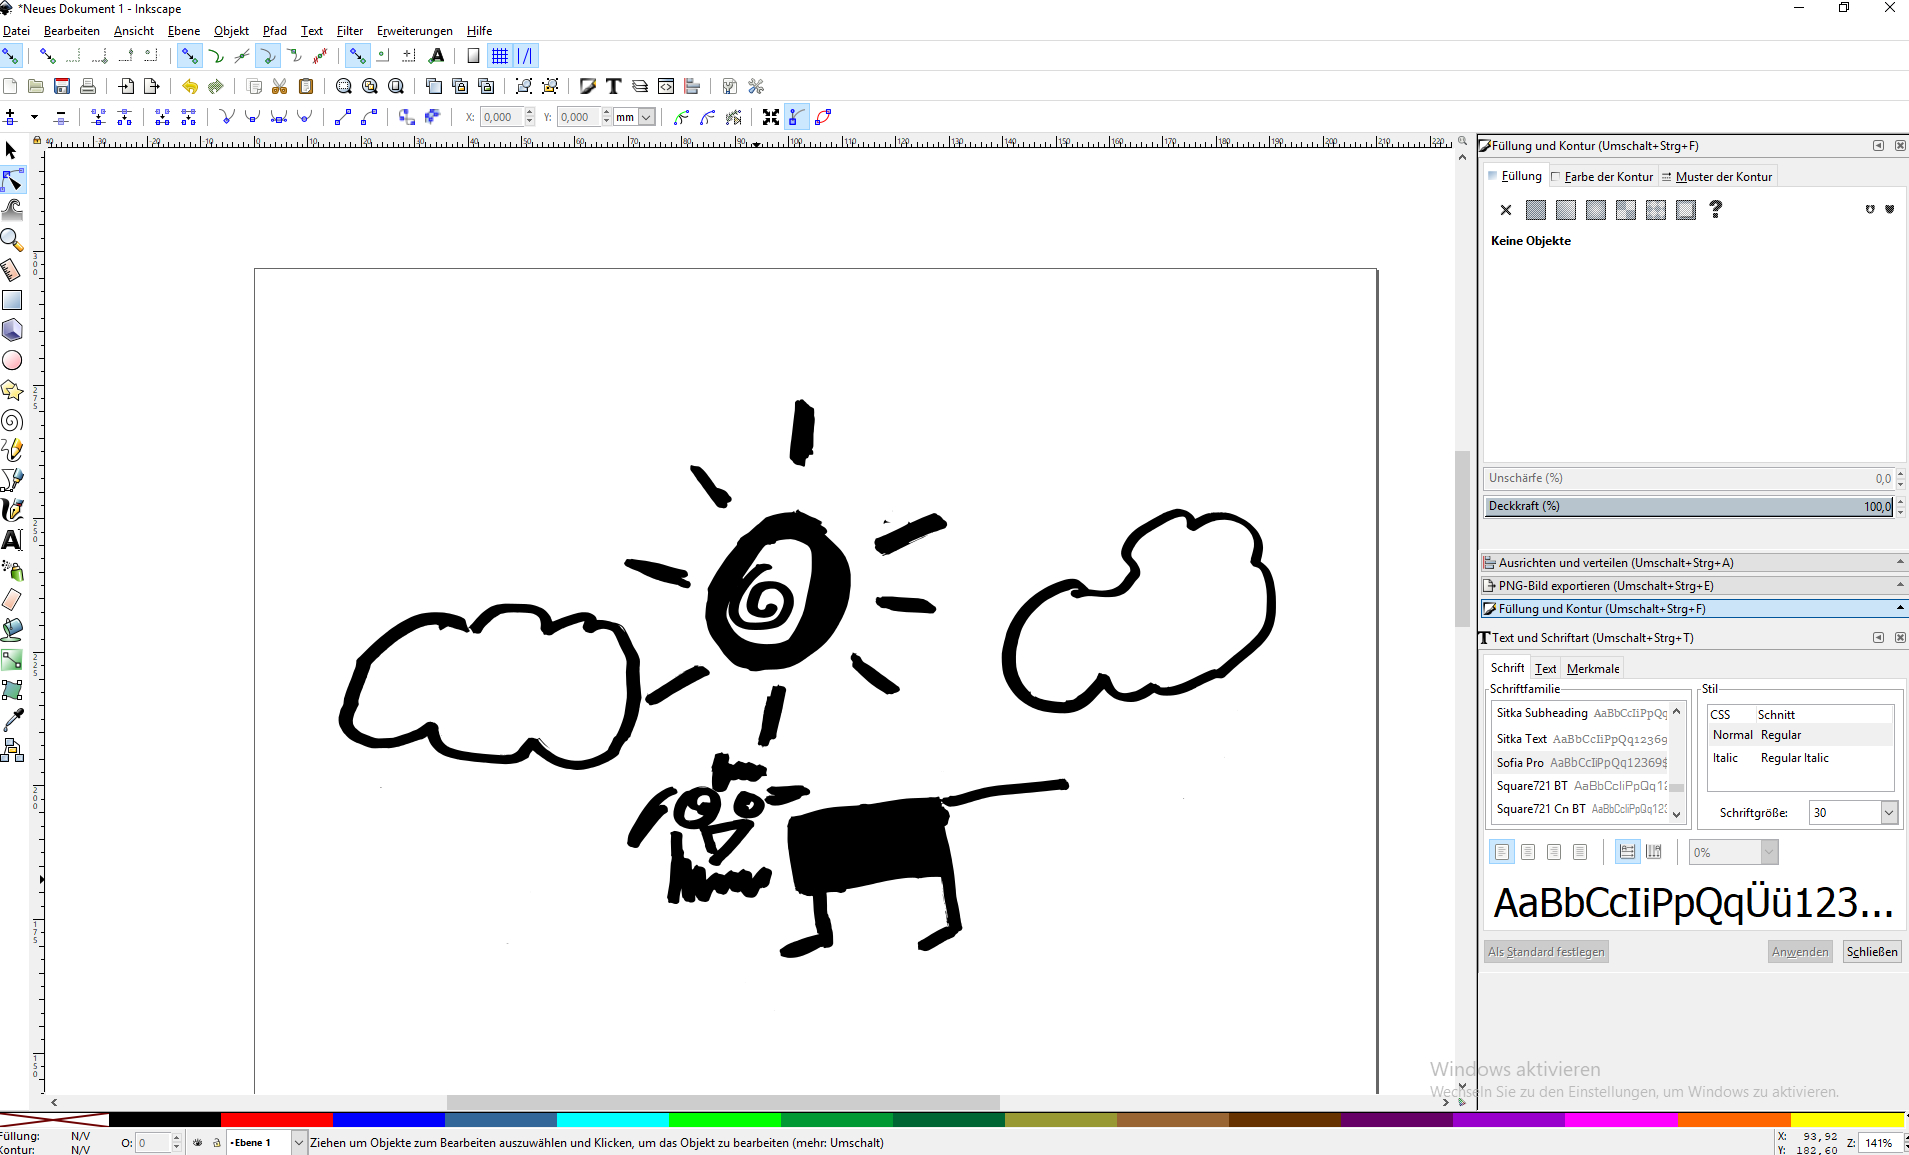 *Neues Dokument 1 - Inkscape
Datei Bearbeiten Ansicht Ebene Objekt Pfad Text Filter Erweiterungen Hilfe
X: 0,000 Y: 0,000 mm
Füllung und Kontur (Umschalt+Strg+F)
Füllung Farbe der Kontur Muster der Kontur
Keine Objekte
Unschärfe (%) 0,0
Deckkraft (%) 100,0
Ausrichten und verteilen (Umschalt+Strg+A)
PNG-Bild exportieren (Umschalt+Strg+E)
Füllung und Kontur (Umschalt+Strg+F)
Text und Schriftart (Umschalt+Strg+T)
Schrift Text Merkmale
Schriftfamilie
Sitka Subheading AaBbCcIiPpQq
Sitka Text AaBbCcIiPpQq12369
Sofia Pro AaBbCcIiPpQq12369$
Square721 BT AaBbCcIiPpQq12
Square721 Cn BT AaBbCcIiPpQq123
Stil
CSS Schnitt
Normal Regular
Italic Regular Italic
Schriftgröße: 30
0%
AaBbCcIiPpQqÜü123...
Als Standard festlegen Anwenden Schließen
Windows aktivieren
Wechseln Sie zu den Einstellungen, um Windows zu aktivieren.
Füllung: N/V
Kontur: N/V
O: 0
Ebene 1
Ziehen um Objekte zum Bearbeiten auszuwählen und Klicken, um das Objekt zu bearbeiten (mehr: Umschalt)
X: 93,92
Y: 182,60
Z: 141%